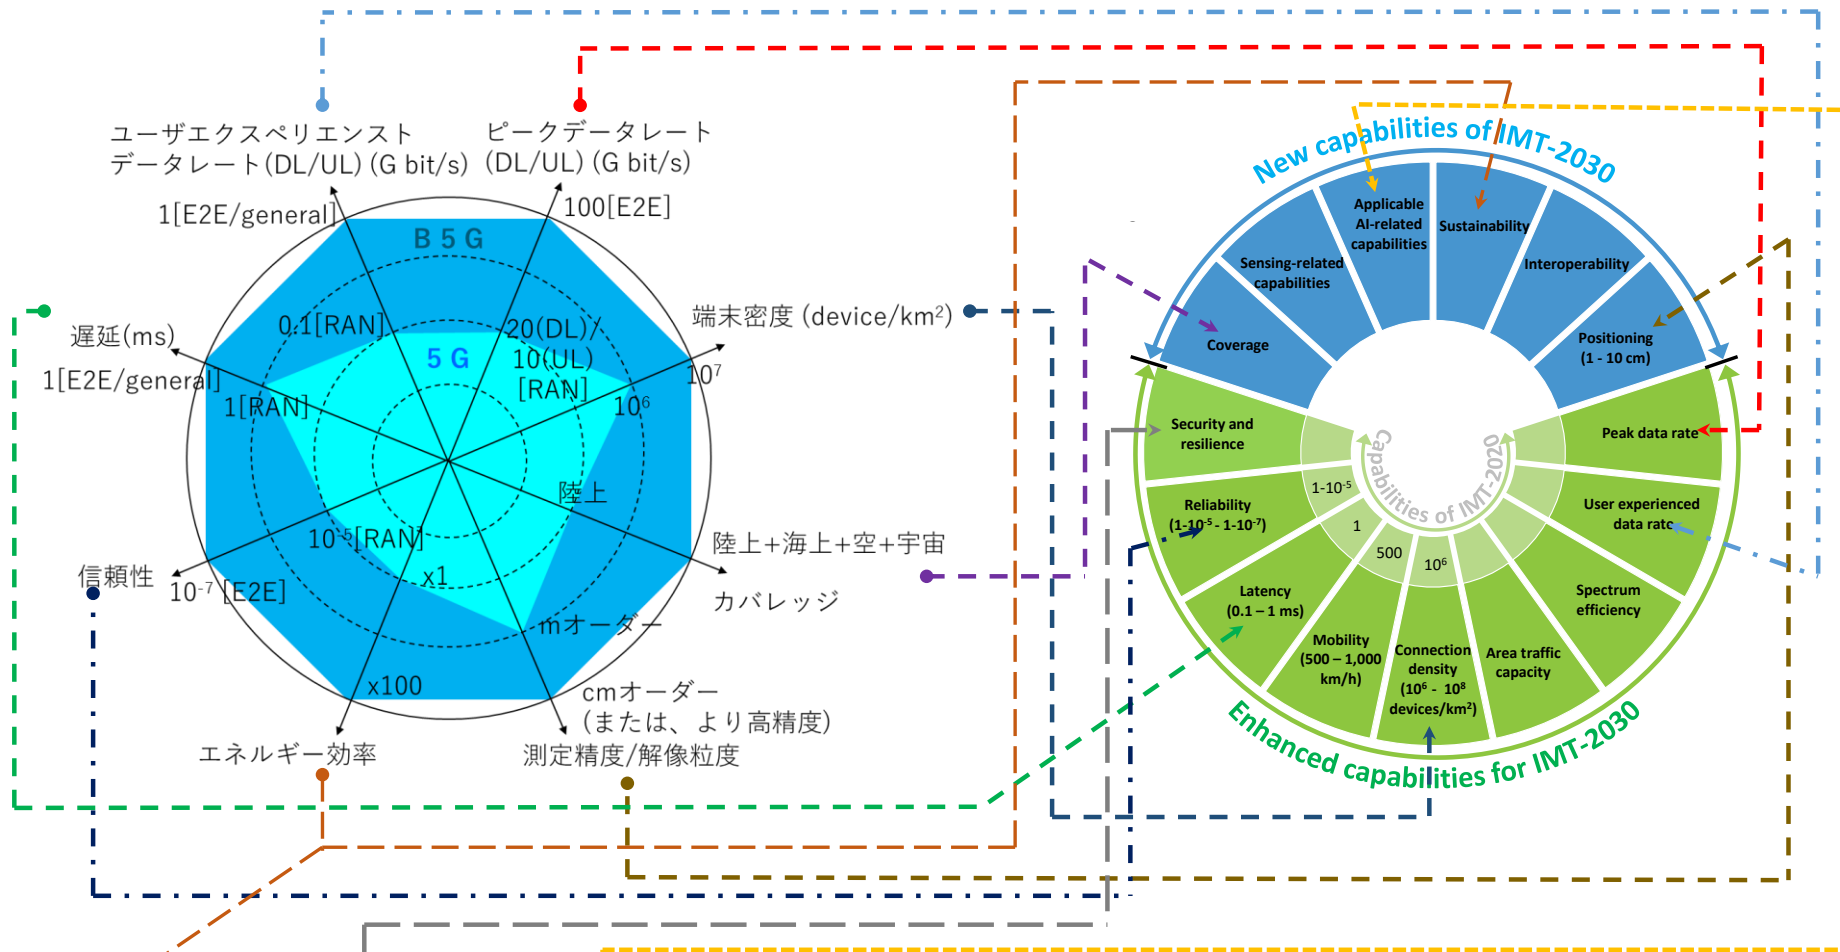 ユーザエクスペリエンスト
データレート(DL/UL) (G bit/s)
ピークデータレート
(DL/UL) (G bit/s)
1[E2E/general]
100[E2E]
B 5 G
0.1[RAN]
20(DL)/
10(UL)
[RAN]
5 G
端末密度 (device/km²)
10⁷
10⁶
遅延(ms)
1[E2E/general]
1[RAN]
陸上
陸上+海上+空+宇宙
カバレッジ
10⁻⁵[RAN]
信頼性
10⁻⁷ [E2E]
x1
mオーダー
x100
cmオーダー
(または、より高精度)
エネルギー効率
測定精度/解像粒度
New capabilities of IMT-2030
Coverage
Sensing-related
capabilities
Applicable
AI-related
capabilities
Sustainability
Interoperability
Positioning
(1 - 10 cm)
Security and
resilience
Reliability
(1-10⁻⁵ - 1-10⁻⁷)
Latency
(0.1 – 1 ms)
Mobility
(500 – 1,000
km/h)
Connection
density
(10⁶ - 10⁸
devices/km²)
Area traffic
capacity
Spectrum
efficiency
User experienced
data rate
Peak data rate
Capabilities of IMT-2020
1-10⁻⁵
1
500
10⁶
Enhanced capabilities for IMT-2030